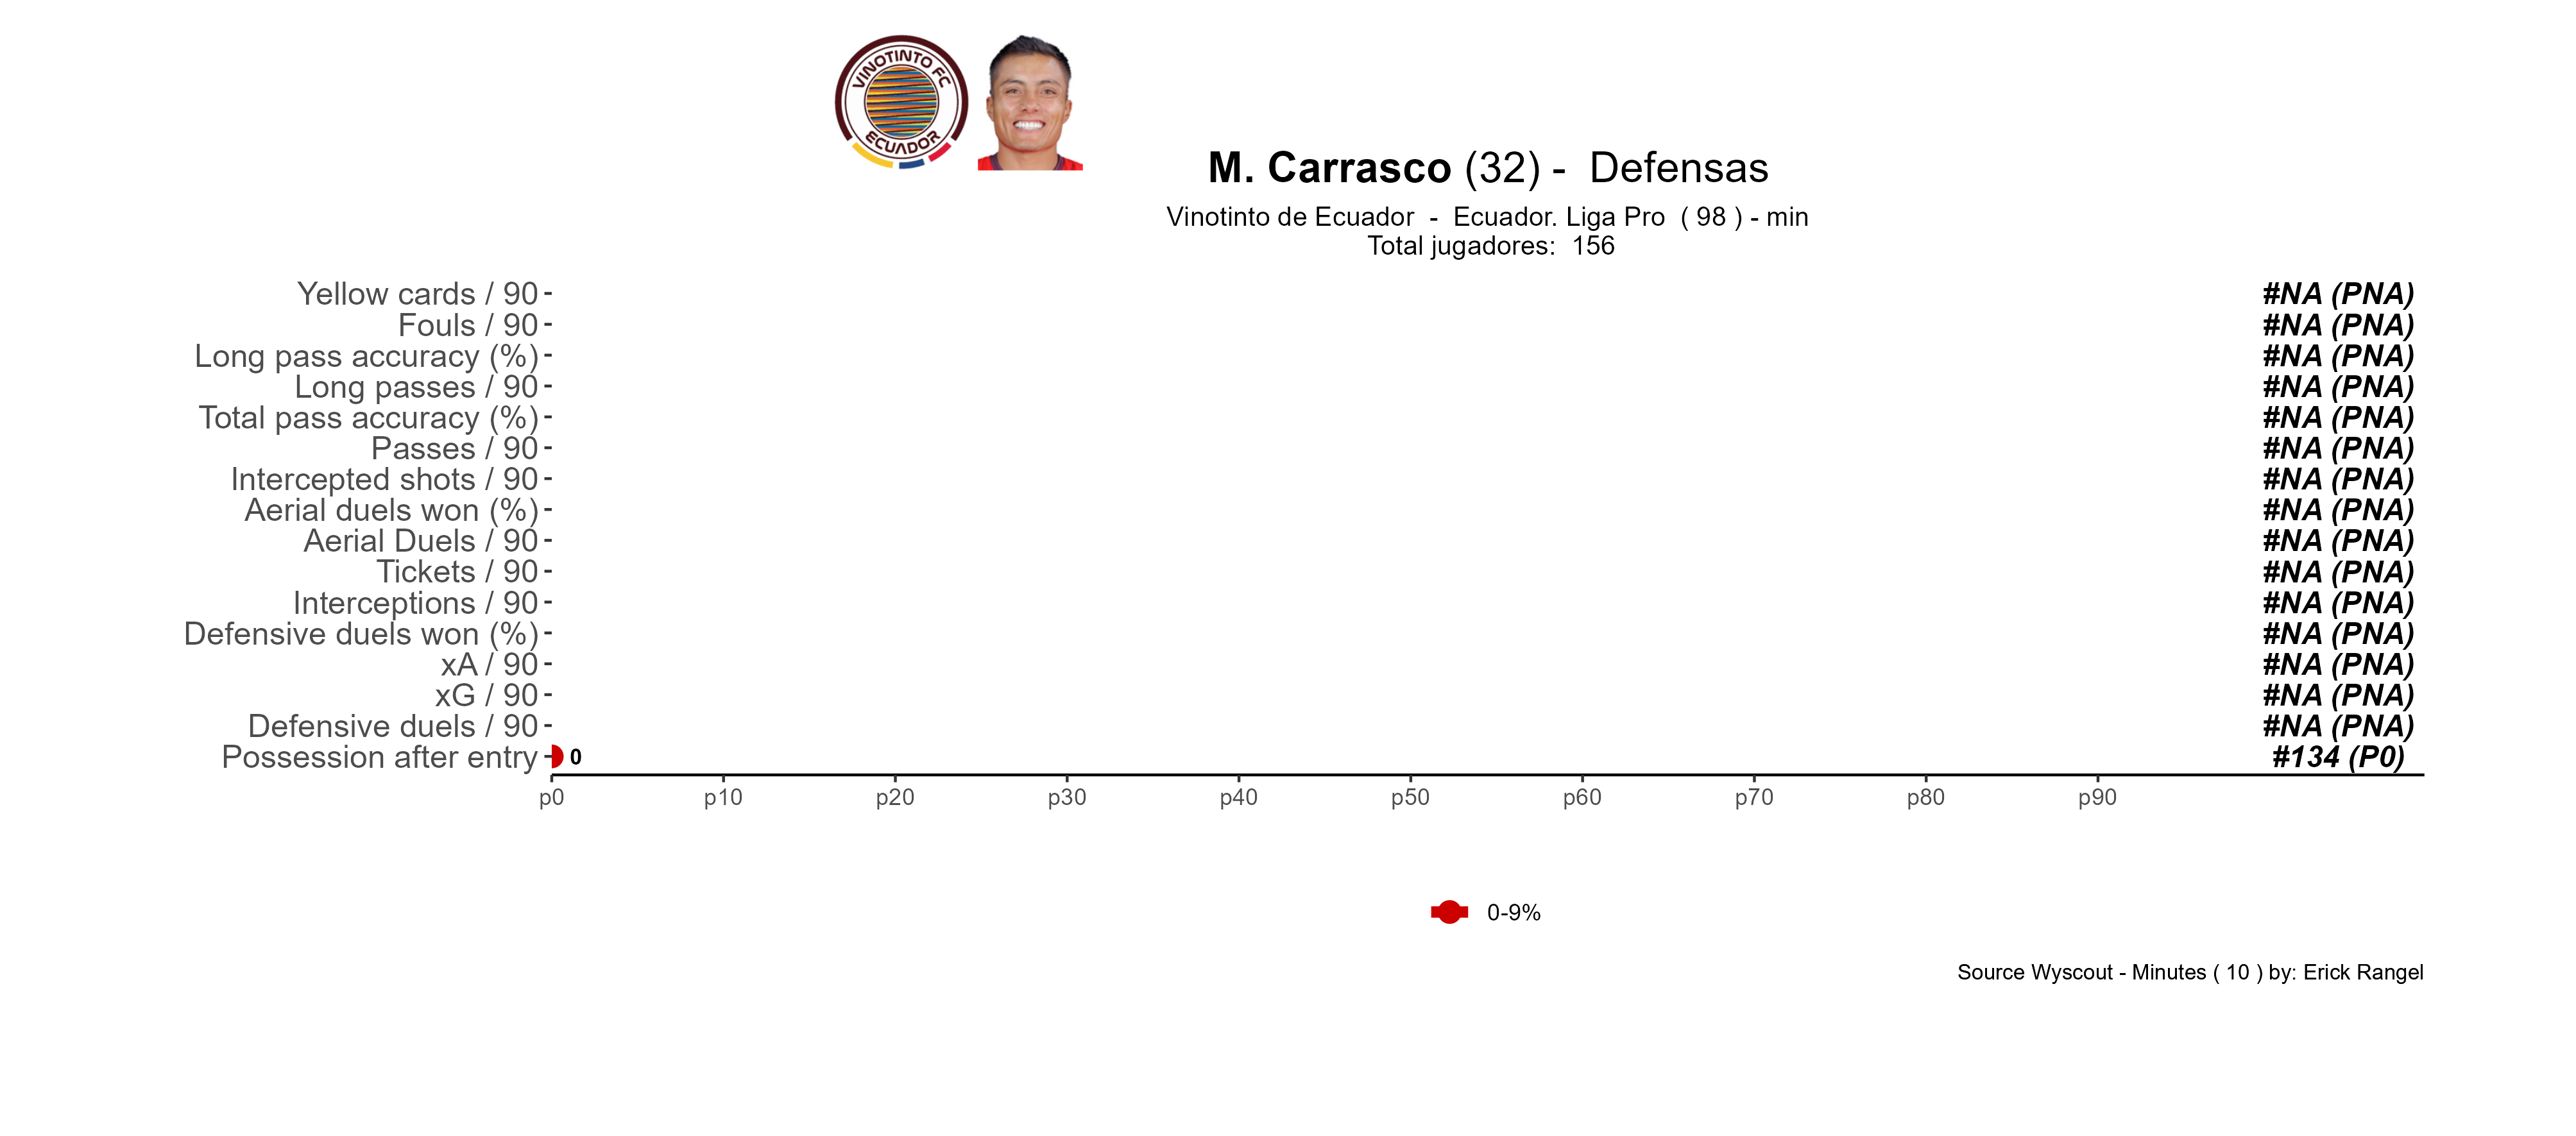 VINOTINTO FC
ECUADOR
M. Carrasco (32) - Defensas
Vinotinto de Ecuador - Ecuador. Liga Pro ( 98 ) - min
Total jugadores: 156
Yellow cards / 90 #NA (PNA)
Fouls / 90 #NA (PNA)
Long pass accuracy (%) #NA (PNA)
Long passes / 90 #NA (PNA)
Total pass accuracy (%) #NA (PNA)
Passes / 90 #NA (PNA)
Intercepted shots / 90 #NA (PNA)
Aerial duels won (%) #NA (PNA)
Aerial Duels / 90 #NA (PNA)
Tickets / 90 #NA (PNA)
Interceptions / 90 #NA (PNA)
Defensive duels won (%) #NA (PNA)
xA / 90 #NA (PNA)
xG / 90 #NA (PNA)
Defensive duels / 90 #NA (PNA)
Possession after entry 0 #134 (P0)
p0 p10 p20 p30 p40 p50 p60 p70 p80 p90
0-9%
Source Wyscout - Minutes ( 10 ) by: Erick Rangel